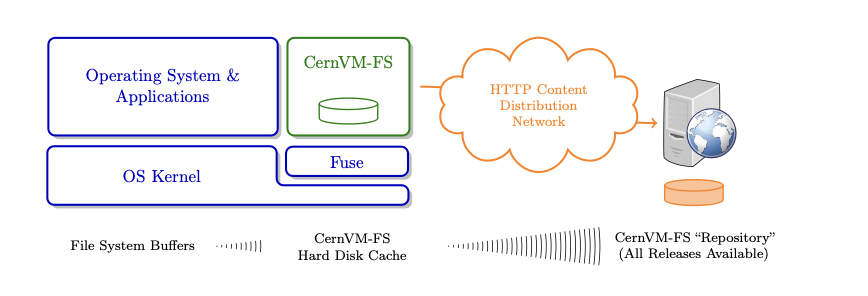 Operating System &
Applications
CernVM-FS
HTTP Content
Distribution
Network
OS Kernel
Fuse
File System Buffers
CernVM-FS
Hard Disk Cache
CernVM-FS “Repository”
(All Releases Available)